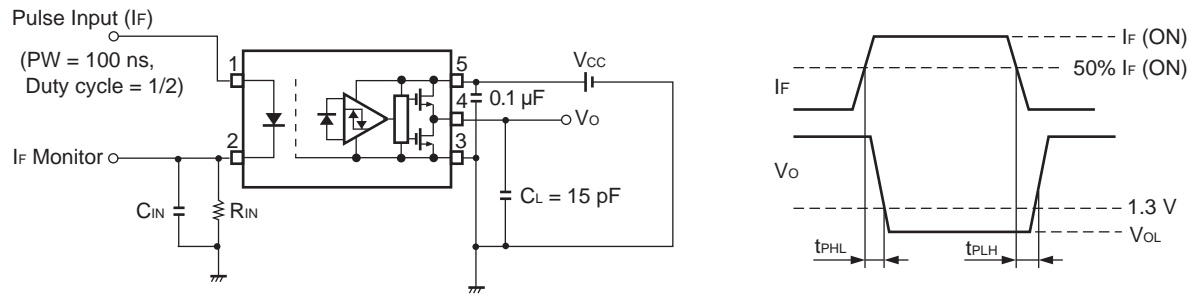 Pulse Input (IF)
(PW = 100 ns,
Duty cycle = 1/2)
1
2
IF Monitor
CIN
RIN
5
4
3
0.1 μF
VCC
VO
CL = 15 pF
IF
IF (ON)
50% IF (ON)
VO
1.3 V
VOL
tPHL
tPLH